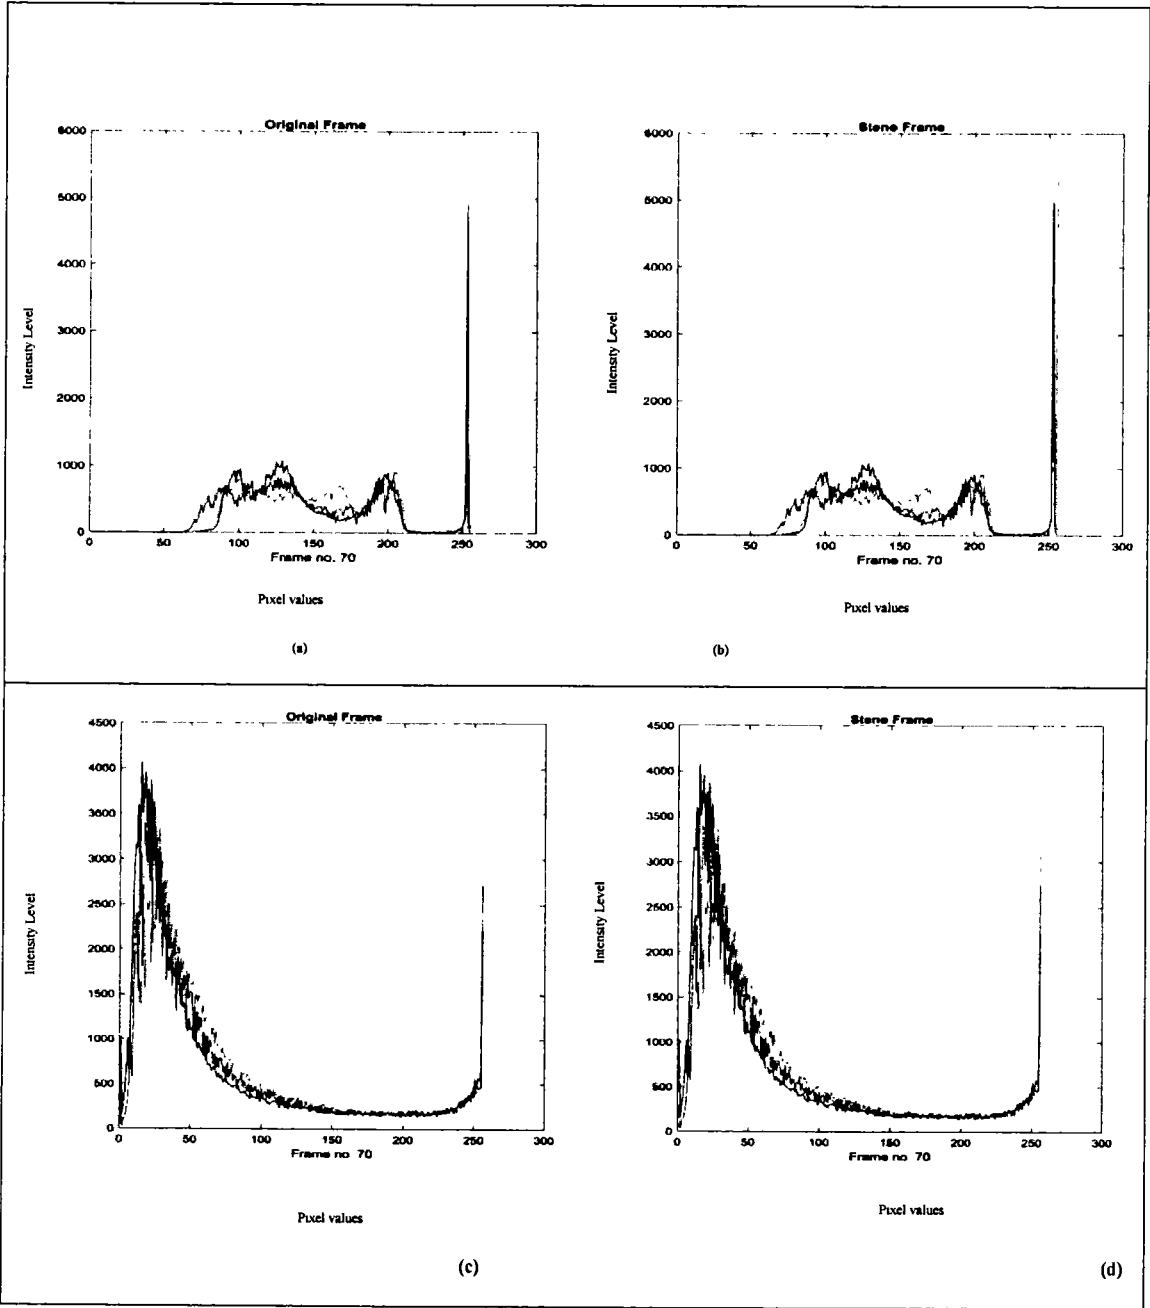 Original Frame
6000
5000
4000
3000
2000
1000
0
0 50 100 150 200 250 300
Frame no. 70
Intensity Level
Pixel values
(a)
Steno Frame
6000
5000
4000
3000
2000
1000
0
0 50 100 150 200 250 300
Frame no. 70
Intensity Level
Pixel values
(b)
Original Frame
4500
4000
3500
3000
2500
2000
1500
1000
500
0
0 50 100 150 200 250 300
Frame no 70
Intensity Level
Pixel values
(c)
Stene Frame
4500
4000
3500
3000
2500
2000
1500
1000
500
0
0 50 100 150 200 250 300
Frame no 70
Intensity Level
Pixel values
(d)